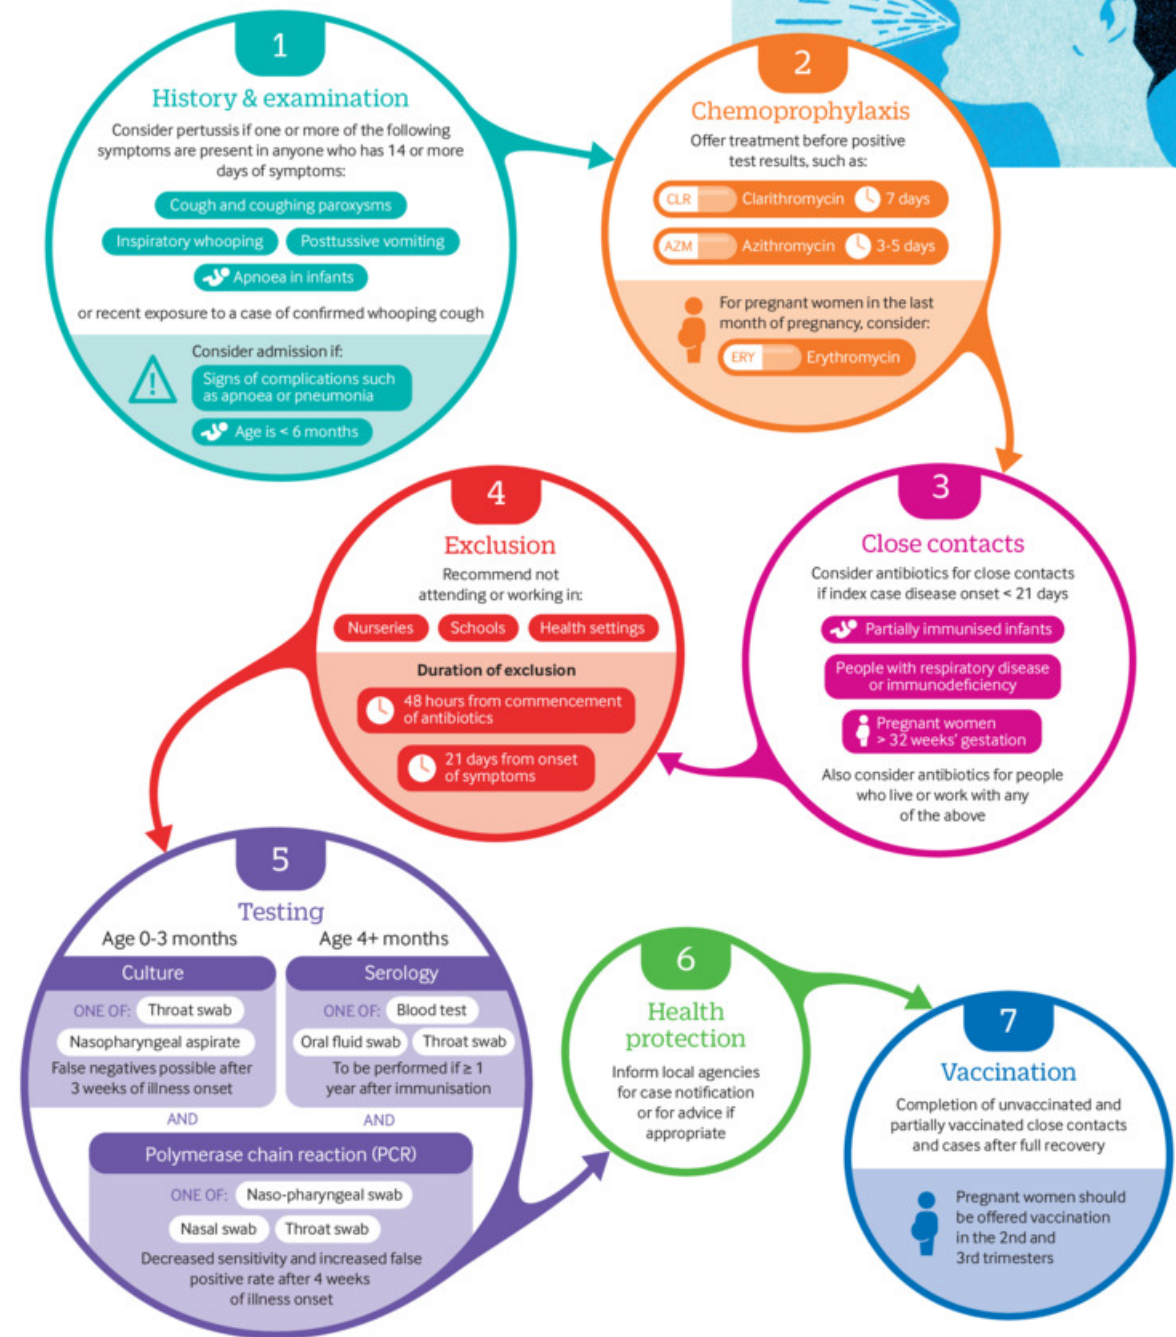 1
History & examination
Consider pertussis if one or more of the following
symptoms are present in anyone who has 14 or more
days of symptoms:
Cough and coughing paroxysms
Inspiratory whooping
Posttussive vomiting
Apnoea in infants
or recent exposure to a case of confirmed whooping cough
Consider admission if:
Signs of complications such
as apnoea or pneumonia
Age is < 6 months
2
Chemoprophylaxis
Offer treatment before positive
test results, such as:
CLR Clarithromycin 7 days
AZM Azithromycin 3-5 days
For pregnant women in the last
month of pregnancy, consider:
ERY Erythromycin
3
Close contacts
Consider antibiotics for close contacts
if index case disease onset < 21 days
Partially immunised infants
People with respiratory disease
or immunodeficiency
Pregnant women
> 32 weeks' gestation
Also consider antibiotics for people
who live or work with any
of the above
4
Exclusion
Recommend not
attending or working in:
Nurseries
Schools
Health settings
Duration of exclusion
48 hours from commencement
of antibiotics
21 days from onset
of symptoms
5
Testing
Age 0-3 months
Culture
ONE OF: Throat swab
Nasopharyngeal aspirate
False negatives possible after
3 weeks of illness onset
AND
Age 4+ months
Serology
ONE OF: Blood test
Oral fluid swab Throat swab
To be performed if ≥ 1
year after immunisation
AND
Polymerase chain reaction (PCR)
ONE OF: Naso-pharyngeal swab
Nasal swab Throat swab
Decreased sensitivity and increased false
positive rate after 4 weeks
of illness onset
6
Health
protection
Inform local agencies
for case notification
or for advice if
appropriate
7
Vaccination
Completion of unvaccinated and
partially vaccinated close contacts
and cases after full recovery
Pregnant women should
be offered vaccination
in the 2nd and
3rd trimesters